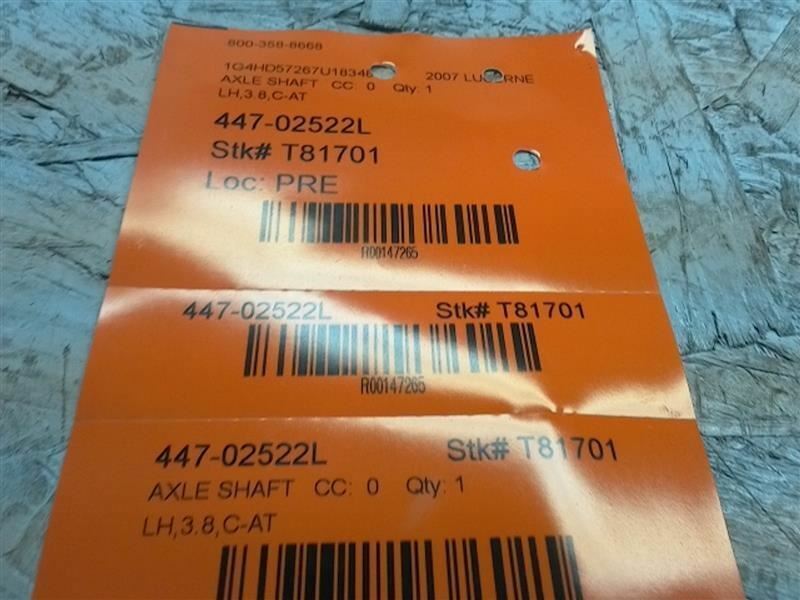 800-358-8668
2007 LUCERNE
AXLE SHAFT CC: 0 Qty: 1
LH,3.8,C-AT
447-02522L
Stk# T81701
Loc: PRE
R00147265
447-02522L Stk# T81701
R00147265
447-02522L Stk# T81701
AXLE SHAFT CC: 0 Qty: 1
LH,3.8,C-AT